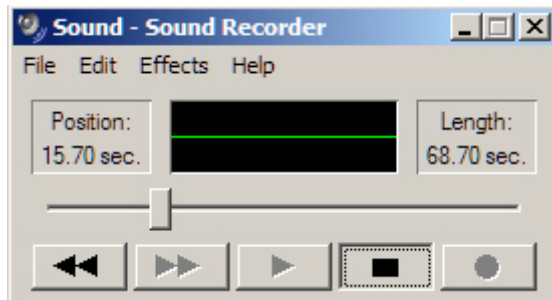 Sound - Sound Recorder
File Edit Effects Help
Position:
15.70 sec.
Length:
68.70 sec.